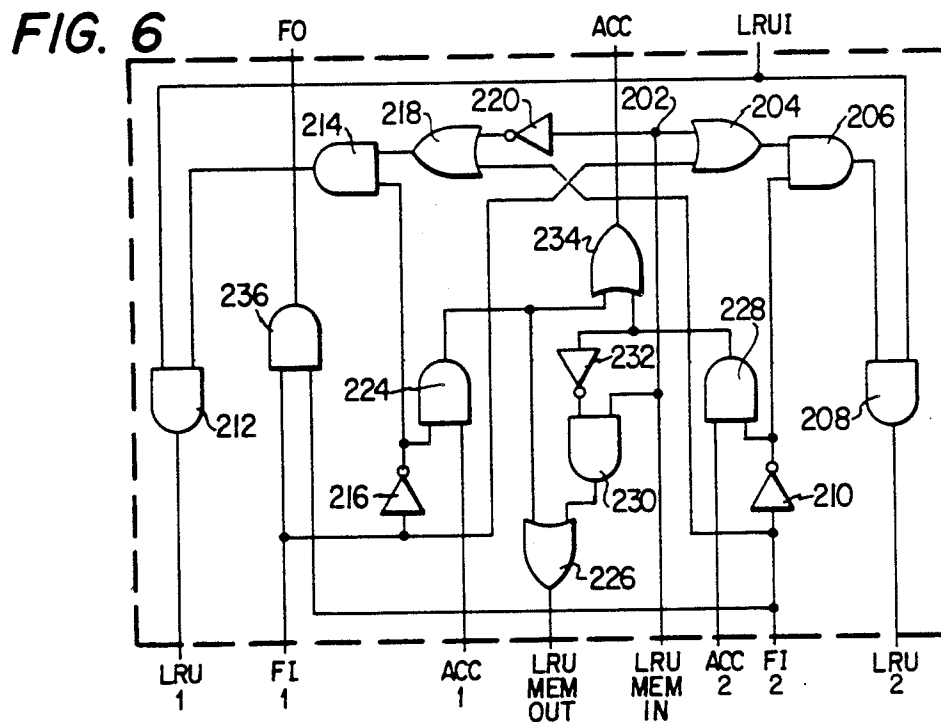 FIG. 6
FO
ACC
LRUI
220
202
204
206
218
214
234
236
228
232
224
212
208
216
230
210
226
LRU
1
FI
1
ACC
1
LRU
MEM
OUT
LRU
MEM
IN
ACC
2
FI
2
LRU
2